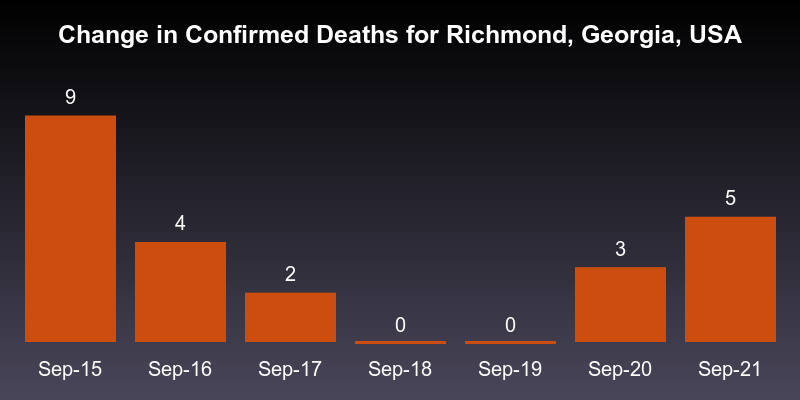 Change in Confirmed Deaths for Richmond, Georgia, USA
9
4
2
0
0
3
5
Sep-15
Sep-16
Sep-17
Sep-18
Sep-19
Sep-20
Sep-21